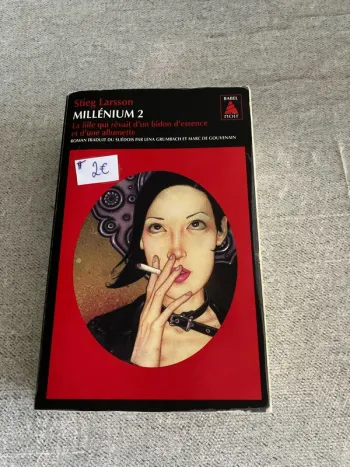 Stieg Larsson
MILLÉNIUM 2
La fille qui rêvait d'un bidon d'essence
et d'une allumette
ROMAN TRADUIT DU SUÉDOIS PAR LENA GRUMBACH ET MARC DE GOUVENAIN
2€
BABEL
NOIR